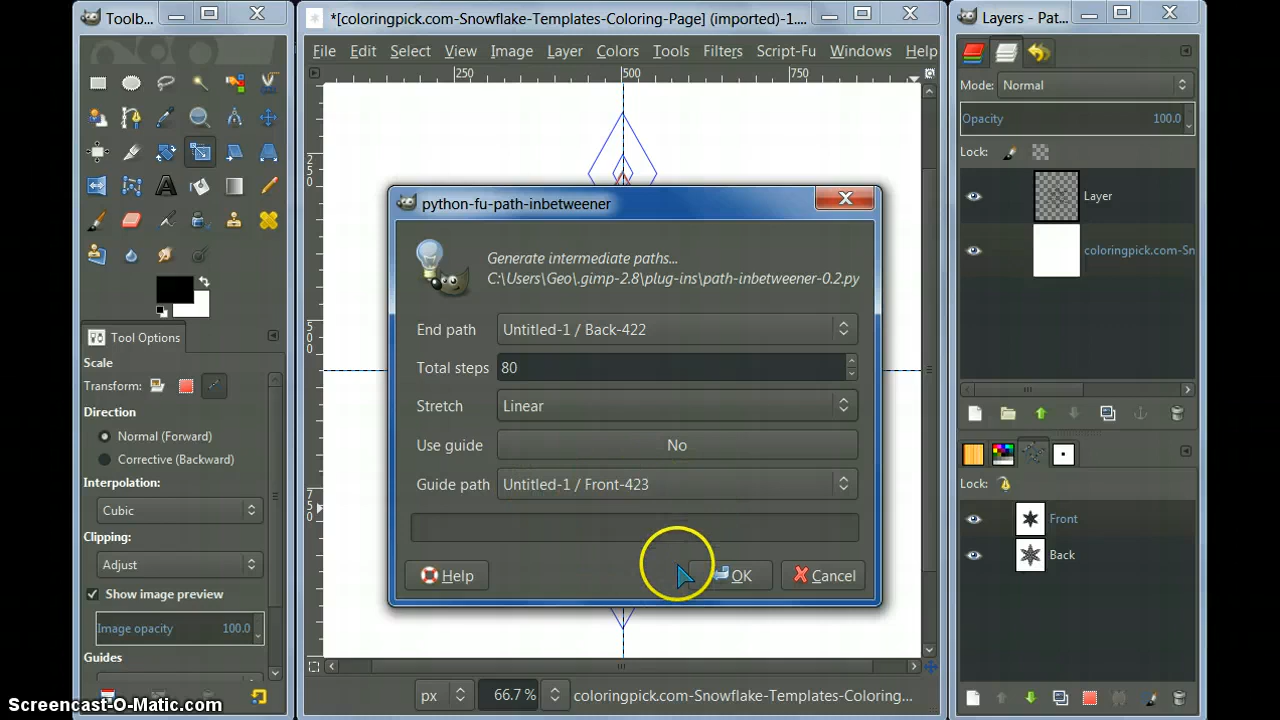 Toolb...
*[coloringpick.com-Snowflake-Templates-Coloring-Page] (imported)-1....
Layers - Pat...
File Edit Select View Image Layer Colors Tools Filters Script-Fu Windows Help
250 500 750
250
500
750
Mode: Normal
Opacity 100.0
Lock:
Layer
coloringpick.com-Sn
python-fu-path-inbetweener
Generate intermediate paths...
C:\Users\Geo\.gimp-2.8\plug-ins\path-inbetweener-0.2.py
End path Untitled-1 / Back-422
Total steps 80
Stretch Linear
Use guide No
Guide path Untitled-1 / Front-423
Help OK Cancel
Tool Options
Scale
Transform:
Direction
Normal (Forward)
Corrective (Backward)
Interpolation:
Cubic
Clipping:
Adjust
Show image preview
Image opacity 100.0
Guides
Lock:
Front
Back
px 66.7 % coloringpick.com-Snowflake-Templates-Coloring...
Screencast-O-Matic.com